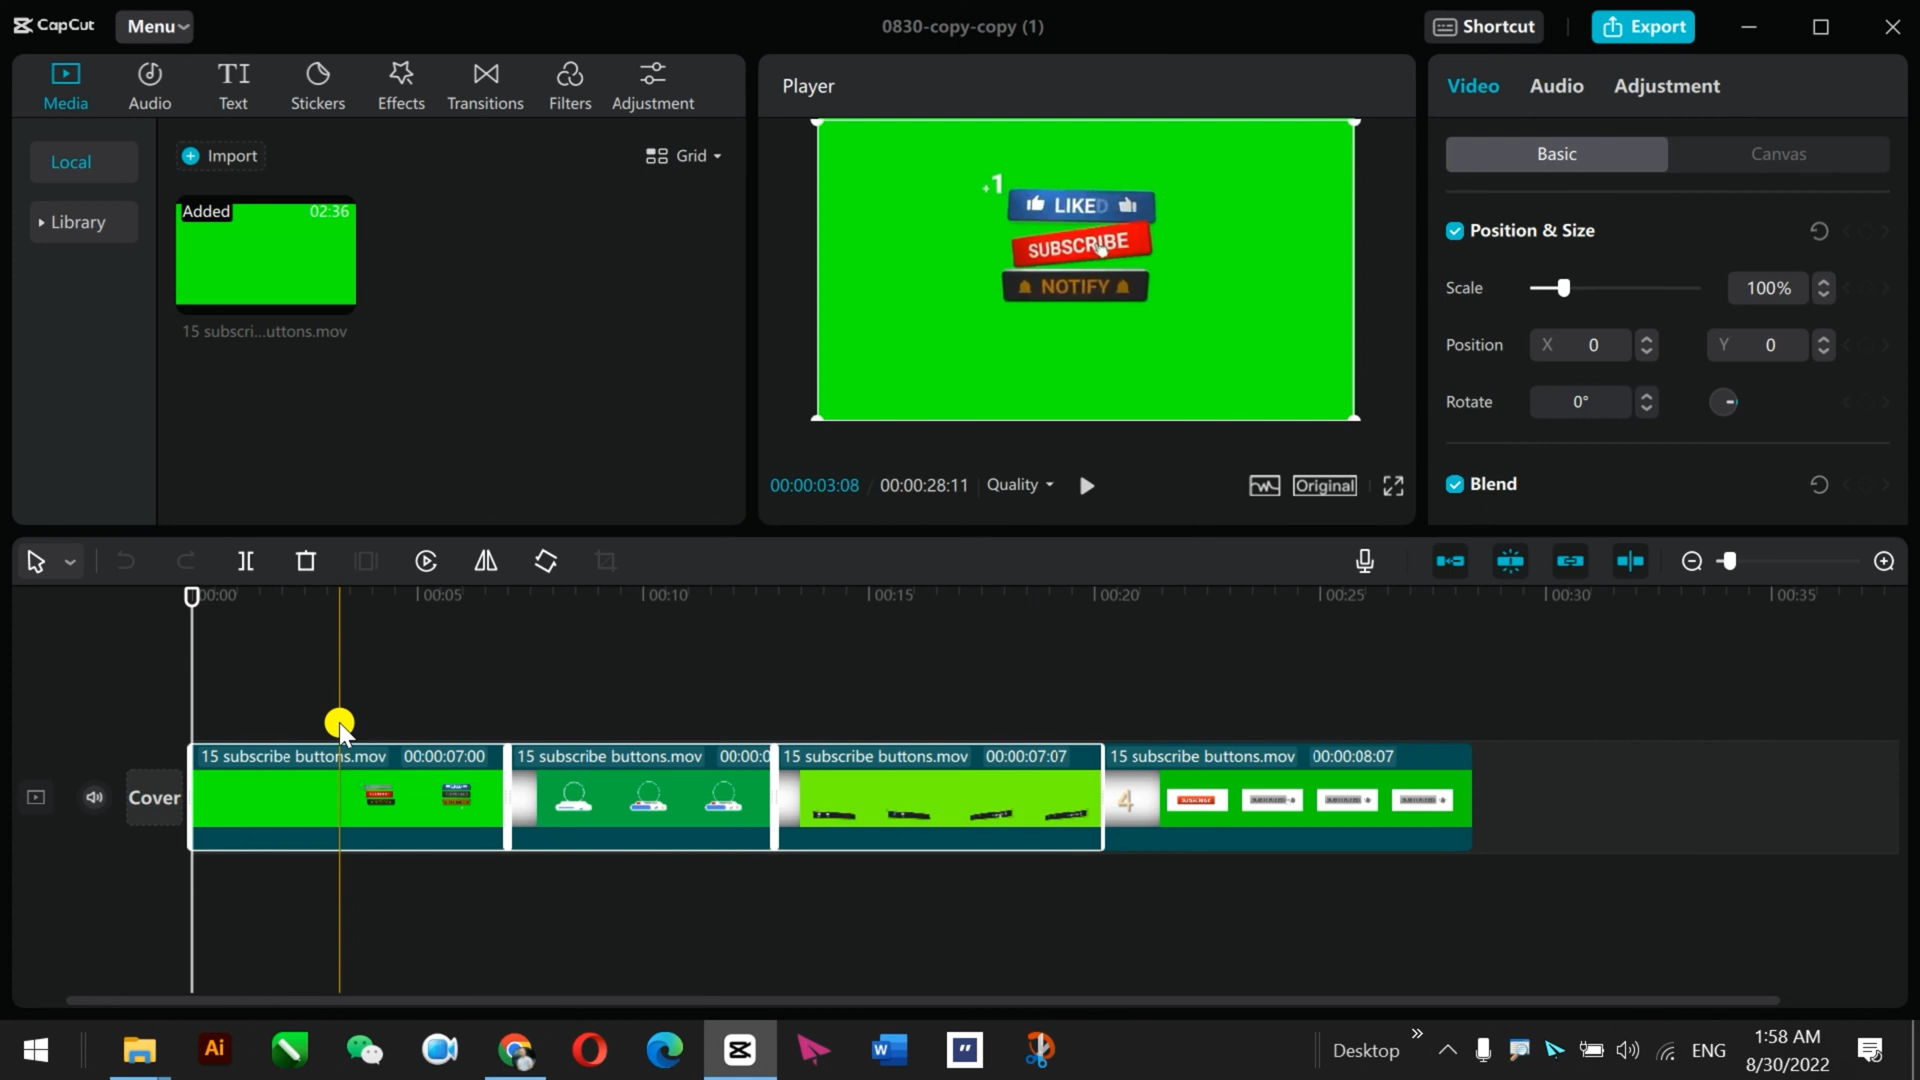 CapCut
Menu
0830-copy-copy (1)
Shortcut
Export
Media
Audio
Text
Stickers
Effects
Transitions
Filters
Adjustment
Player
Video
Audio
Adjustment
Local
Library
Import
Grid
Added 02:36
15 subscri...uttons.mov
+1
LIKED
SUBSCRIBE
NOTIFY
Basic
Canvas
Position & Size
Scale 100%
Position X 0 Y 0
Rotate 0°
Blend
00:00:03:08 / 00:00:28:11 Quality
Original
00:00 00:05 00:10 00:15 00:20 00:25 00:30 00:35
15 subscribe buttons.mov 00:00:07:00
15 subscribe buttons.mov 00:00:0
15 subscribe buttons.mov 00:00:07:07
15 subscribe buttons.mov 00:00:08:07
Cover
4
SUBSCRIBE
Ai
W
Desktop
ENG
1:58 AM
8/30/2022